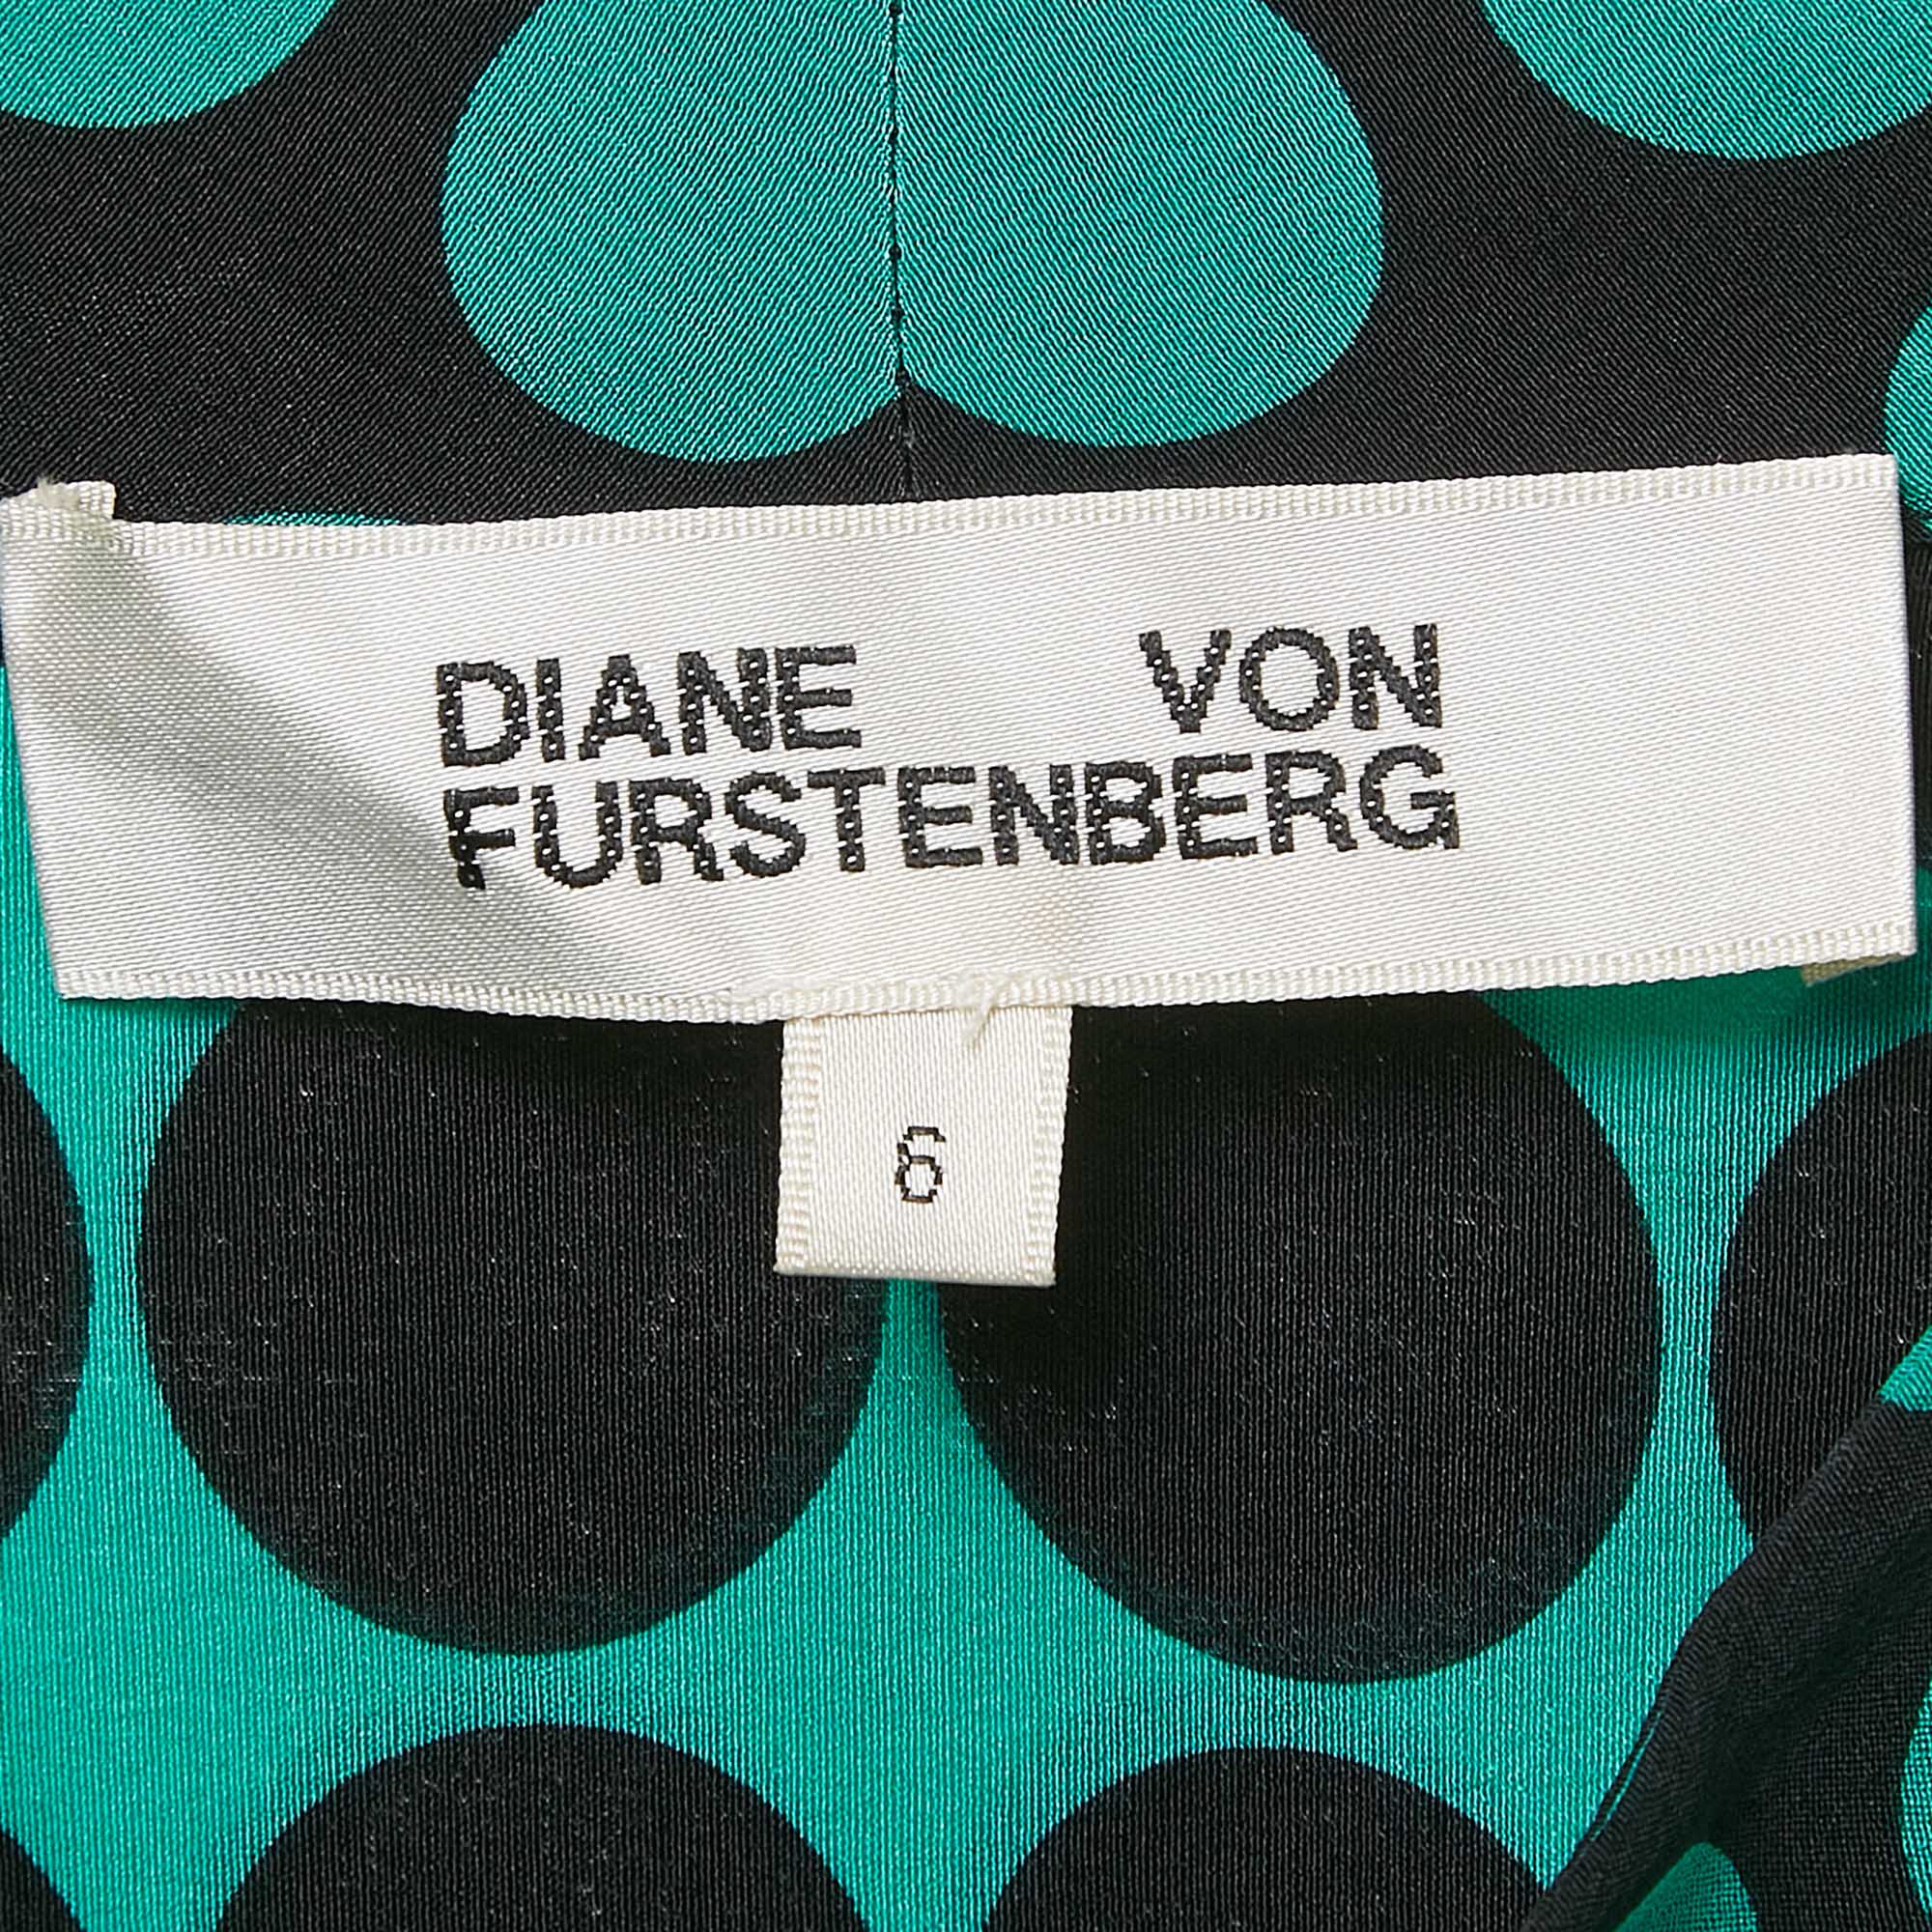 DIANE VON
FURSTENBERG
6